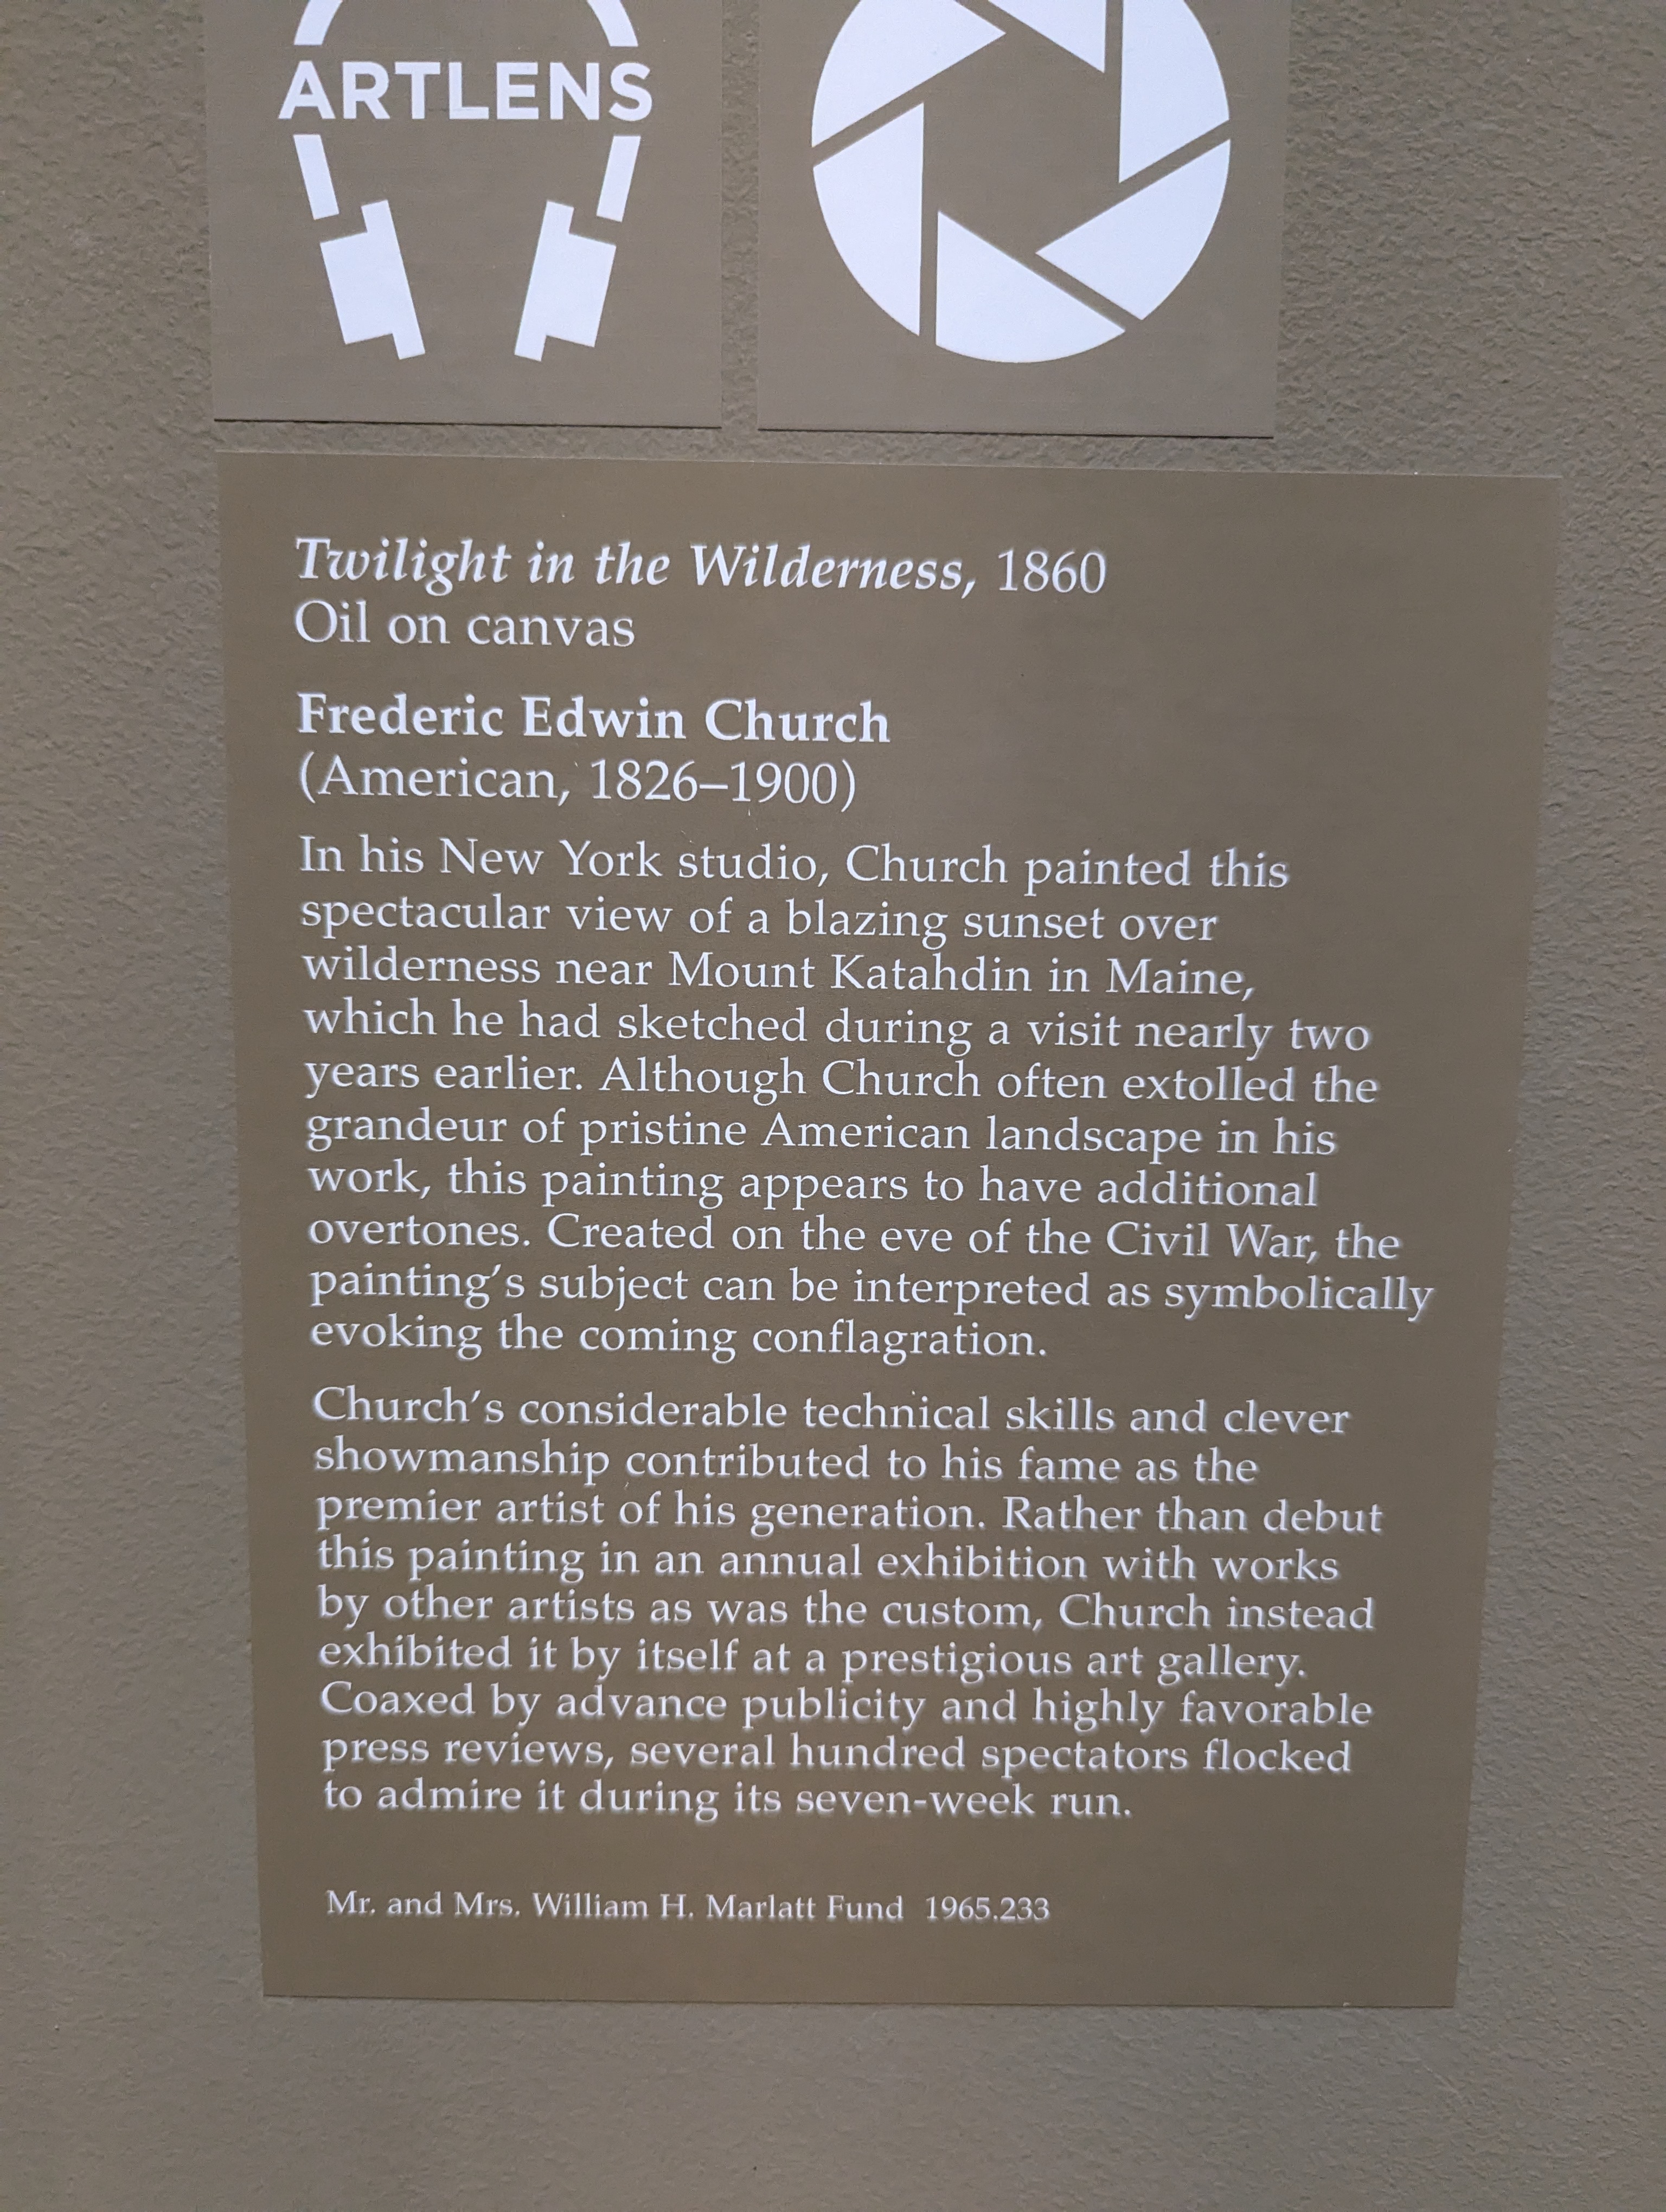 ARTLENS
Twilight in the Wilderness, 1860
Oil on canvas
Frederic Edwin Church
(American, 1826–1900)
In his New York studio, Church painted this
spectacular view of a blazing sunset over
wilderness near Mount Katahdin in Maine,
which he had sketched during a visit nearly two
years earlier. Although Church often extolled the
grandeur of pristine American landscape in his
work, this painting appears to have additional
overtones. Created on the eve of the Civil War, the
painting’s subject can be interpreted as symbolically
evoking the coming conflagration.
Church’s considerable technical skills and clever
showmanship contributed to his fame as the
premier artist of his generation. Rather than debut
this painting in an annual exhibition with works
by other artists as was the custom, Church instead
exhibited it by itself at a prestigious art gallery.
Coaxed by advance publicity and highly favorable
press reviews, several hundred spectators flocked
to admire it during its seven-week run.
Mr. and Mrs. William H. Marlatt Fund 1965.233